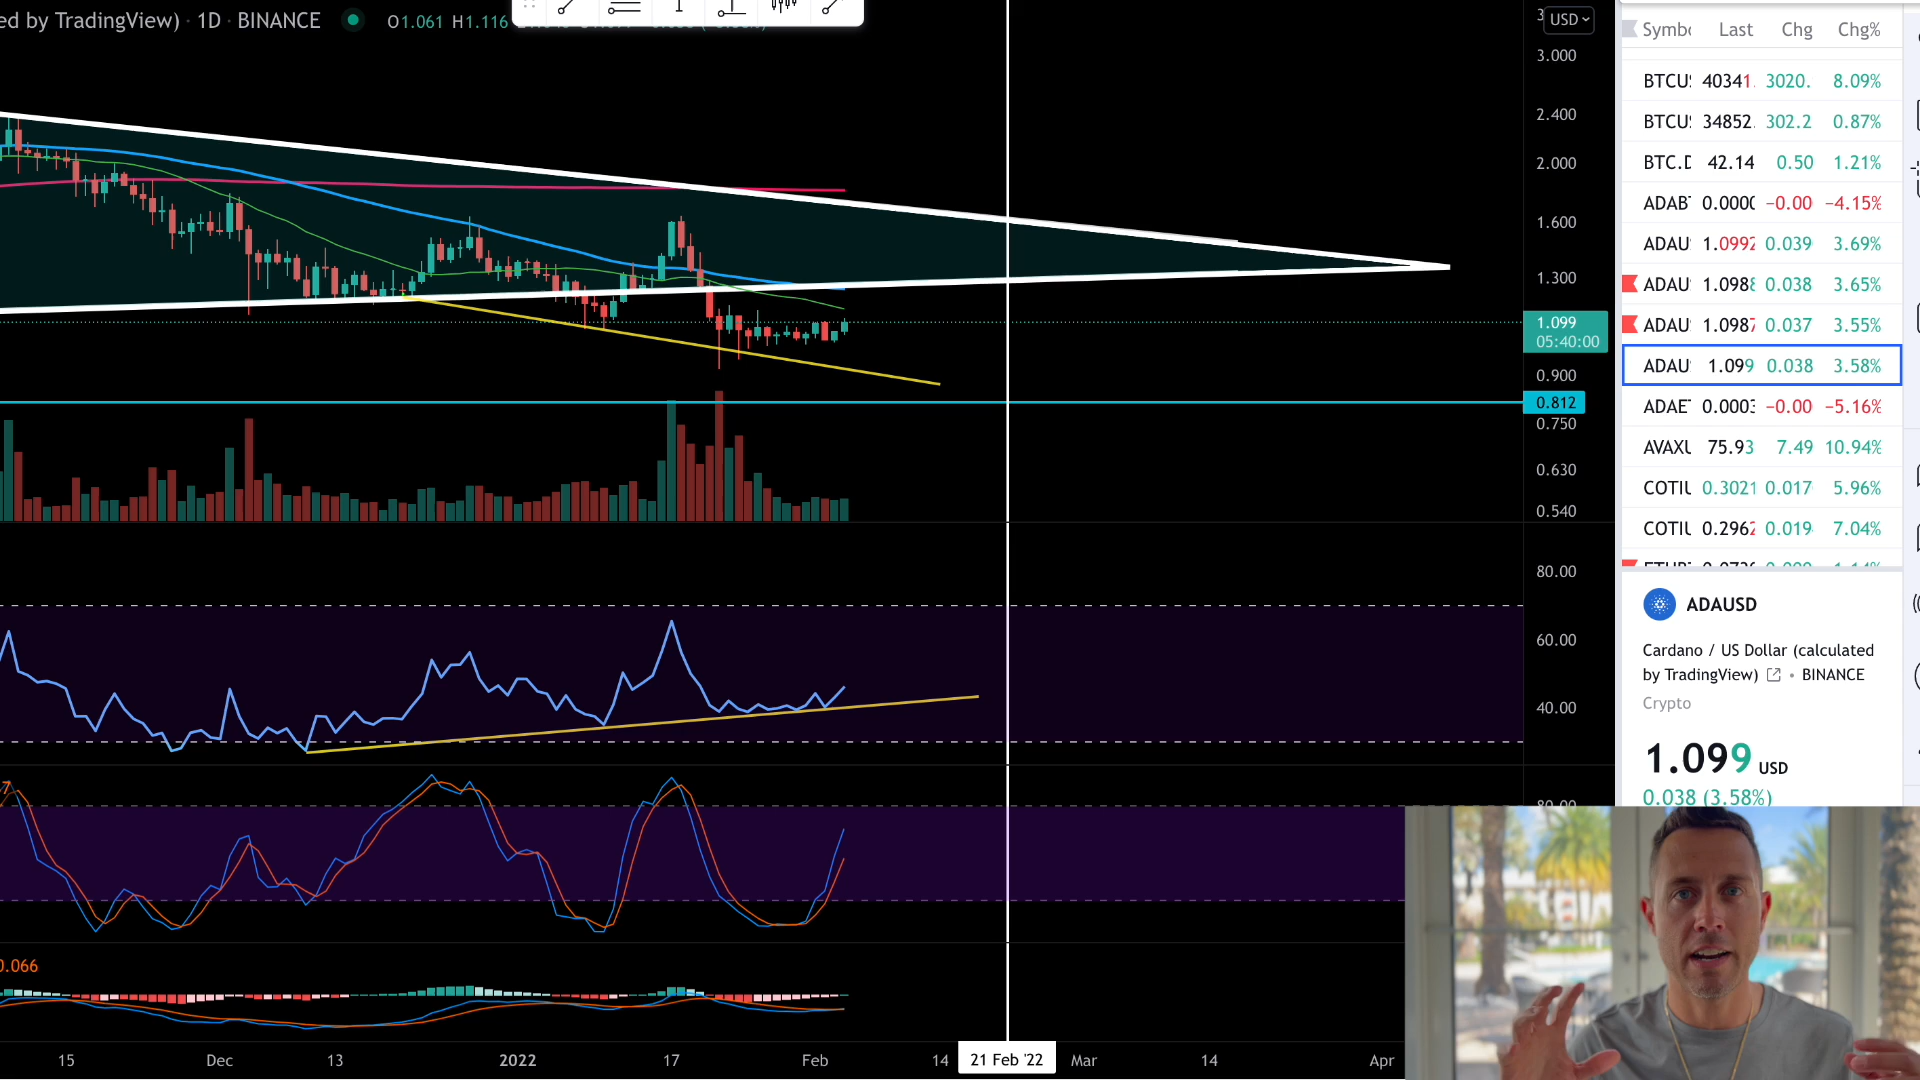 ed by TradingView) · 1D · BINANCE O1.061 H1.116
USD
3.000
2.400
2.000
1.600
1.300
1.099
05:40:00
0.900
0.812
0.750
0.630
0.540
80.00
60.00
40.00
80.00
0.066
15 Dec 13 2022 17 Feb 14 21 Feb '22 Mar 14 Apr
Symbo Last Chg Chg%
BTCU 40341. 3020. 8.09%
BTCU 34852. 302.2 0.87%
BTC.D 42.14 0.50 1.21%
ADAB 0.0000 −0.00 −4.15%
ADAU 1.0992 0.039 3.69%
ADAU 1.0988 0.038 3.65%
ADAU 1.0987 0.037 3.55%
ADAU 1.099 0.038 3.58%
ADAE 0.0003 −0.00 −5.16%
AVAXU 75.93 7.49 10.94%
COTIU 0.3021 0.017 5.96%
COTIU 0.2962 0.019 7.04%
ADAUSD
Cardano / US Dollar (calculated
by TradingView) • BINANCE
Crypto
1.099 USD
0.038 (3.58%)